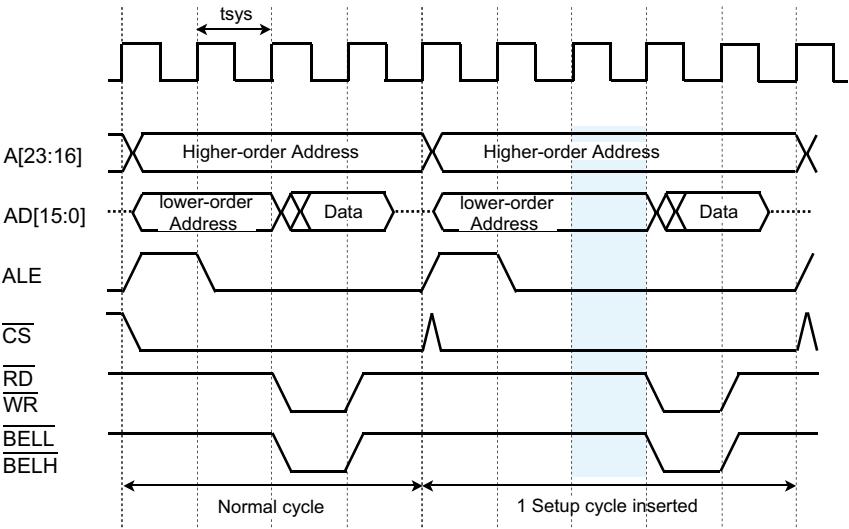 tsys
A[23:16]
Higher-order Address
Higher-order Address
AD[15:0]
lower-order
Address
Data
lower-order
Address
Data
ALE
CS
RD
WR
BELL
BELH
Normal cycle
1 Setup cycle inserted